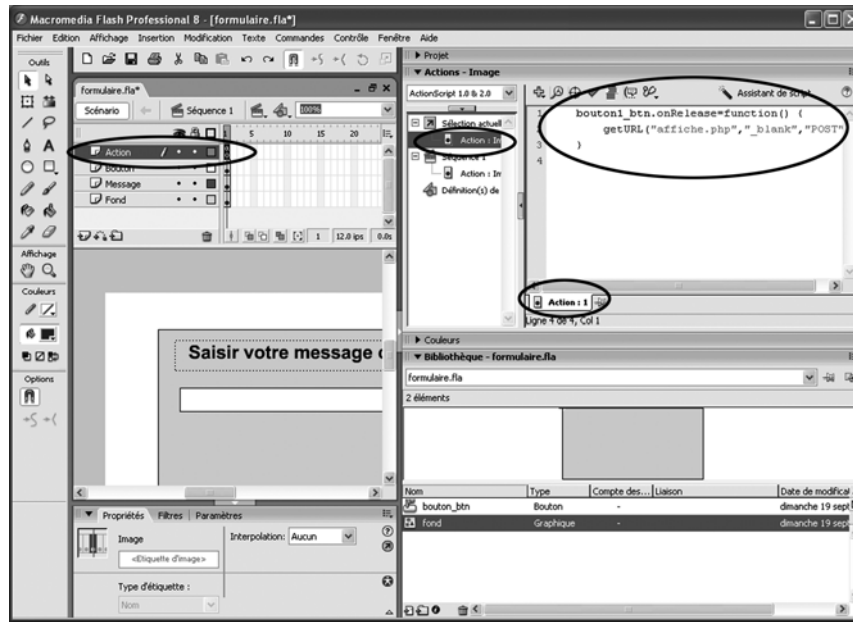 Macromedia Flash Professional 8 - [formulaire.fla*]
Fichier Edition Affichage Insertion Modification Texte Commandes Contrôle Fenêtre Aide
Outils
Affichage
Couleurs
Options
formulaire.fla*
Scénario
Séquence 1
100%
1 5 10 15 20
Action
Bouton
Message
Fond
1 12.0 ips 0.0s
Saisir votre message
Propriétés Filtres Paramètres
Image
<Etiquette d'image>
Type d'étiquette :
Nom
Interpolation: Aucun
Projet
Actions - Image
ActionScript 1.0 & 2.0
Assistant de script
Sélection actuell
Action : Im
Séquence 1
Action : Im
Définition(s) de
1 bouton1_btn.onRelease=function() {
2 getURL("affiche.php","_blank","POST"
3 }
4
Action : 1
Ligne 4 de 4, Col 1
Couleurs
Bibliothèque - formulaire.fla
formulaire.fla
2 éléments
Nom Type Compte des... Liaison Date de modifica
bouton_btn Bouton - dimanche 19 sept
fond Graphique - dimanche 19 sept